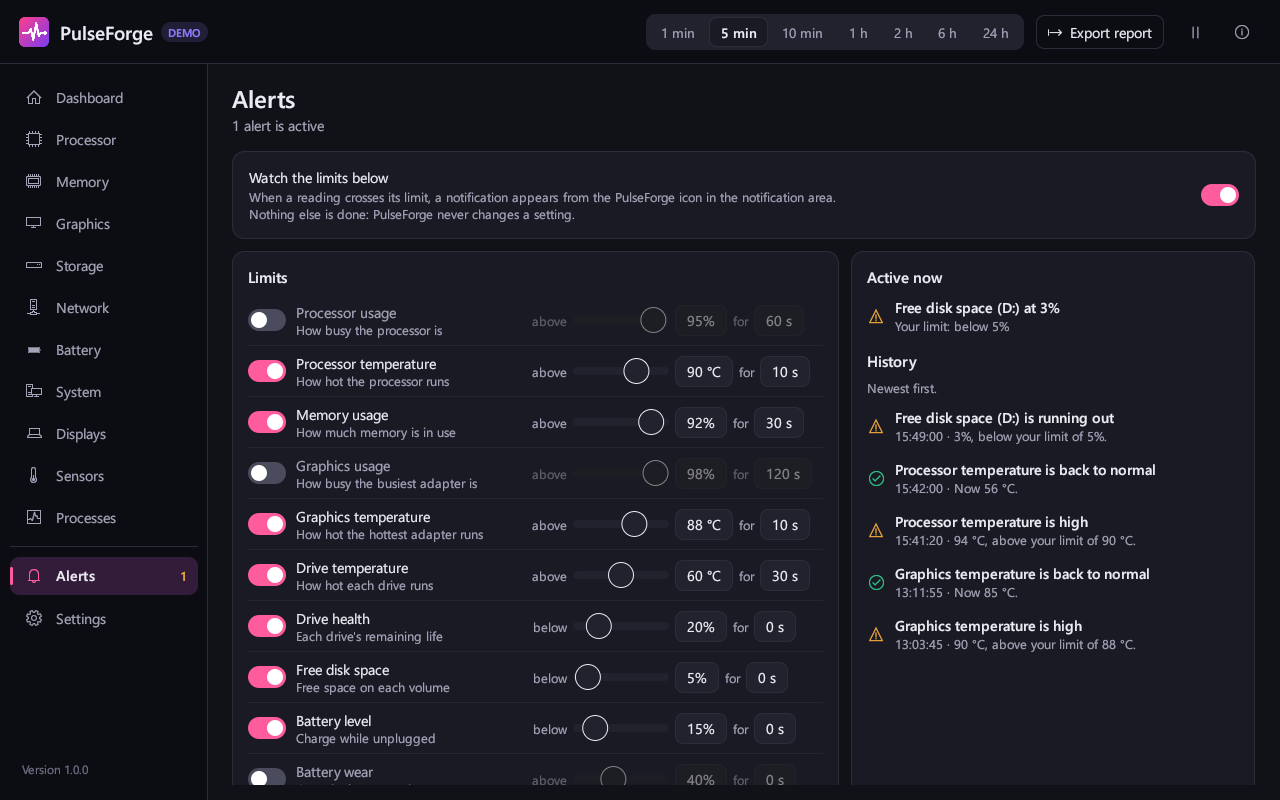 PulseForge DEMO
1 min 5 min 10 min 1 h 2 h 6 h 24 h
Export report
Dashboard
Processor
Memory
Graphics
Storage
Network
Battery
System
Displays
Sensors
Processes
Alerts 1
Settings
Version 1.0.0
Alerts
1 alert is active
Watch the limits below
When a reading crosses its limit, a notification appears from the PulseForge icon in the notification area.
Nothing else is done: PulseForge never changes a setting.
Limits
Processor usage
How busy the processor is
above 95% for 60 s
Processor temperature
How hot the processor runs
above 90 °C for 10 s
Memory usage
How much memory is in use
above 92% for 30 s
Graphics usage
How busy the busiest adapter is
above 98% for 120 s
Graphics temperature
How hot the hottest adapter runs
above 88 °C for 10 s
Drive temperature
How hot each drive runs
above 60 °C for 30 s
Drive health
Each drive's remaining life
below 20% for 0 s
Free disk space
Free space on each volume
below 5% for 0 s
Battery level
Charge while unplugged
below 15% for 0 s
Battery wear
above 40% for 0 s
Active now
Free disk space (D:) at 3%
Your limit: below 5%
History
Newest first.
Free disk space (D:) is running out
15:49:00 · 3%, below your limit of 5%.
Processor temperature is back to normal
15:42:00 · Now 56 °C.
Processor temperature is high
15:41:20 · 94 °C, above your limit of 90 °C.
Graphics temperature is back to normal
13:11:55 · Now 85 °C.
Graphics temperature is high
13:03:45 · 90 °C, above your limit of 88 °C.